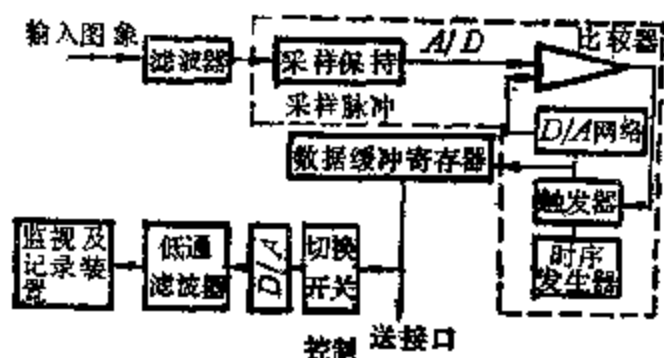 输入图象
滤波器
采样保持
A/D
比较器
采样脉冲
D/A网络
数据缓冲寄存器
触发器
时序
发生器
监视及
记录装
置
低通
滤波器
D/A
切换
开关
控制
送接口